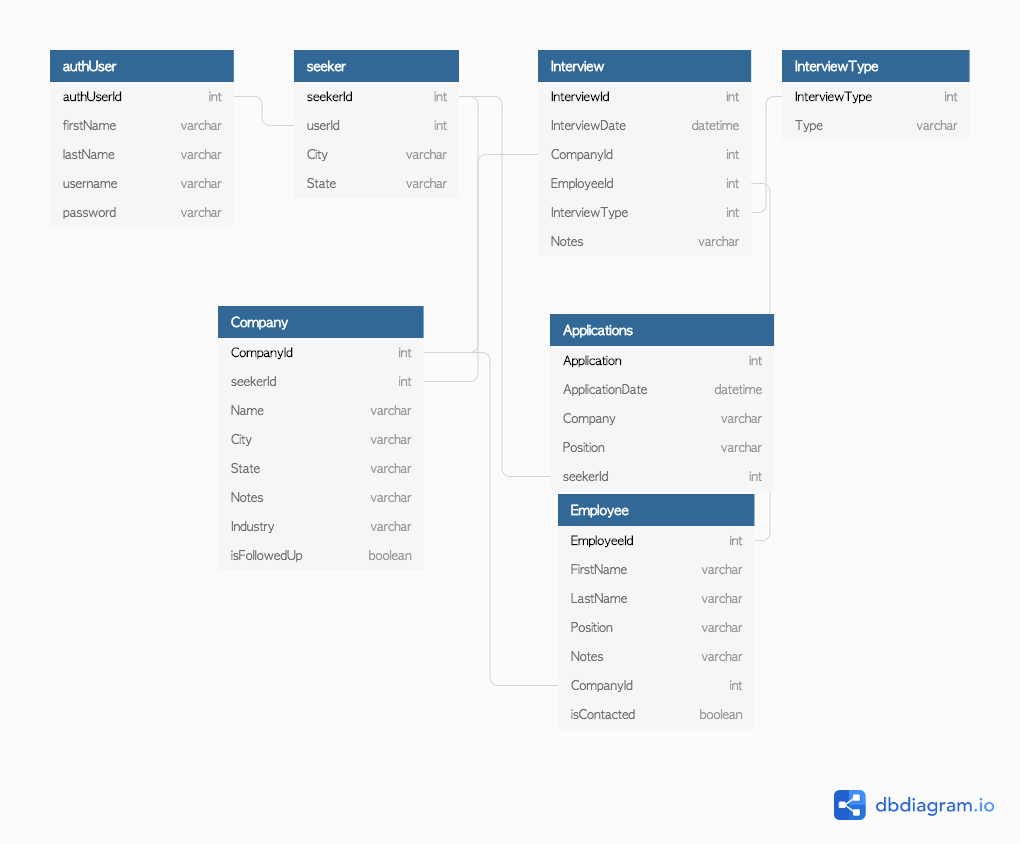 authUser
authUserId int
firstName varchar
lastName varchar
username varchar
password varchar
seeker
seekerId int
userId int
City varchar
State varchar
Interview
InterviewId int
InterviewDate datetime
CompanyId int
EmployeeId int
InterviewType int
Notes varchar
InterviewType
InterviewType int
Type varchar
Company
CompanyId int
seekerId int
Name varchar
City varchar
State varchar
Notes varchar
Industry varchar
isFollowedUp boolean
Applications
Application int
ApplicationDate datetime
Company varchar
Position varchar
seekerId int
Employee
EmployeeId int
FirstName varchar
LastName varchar
Position varchar
Notes varchar
CompanyId int
isContacted boolean
dbdiagram.io